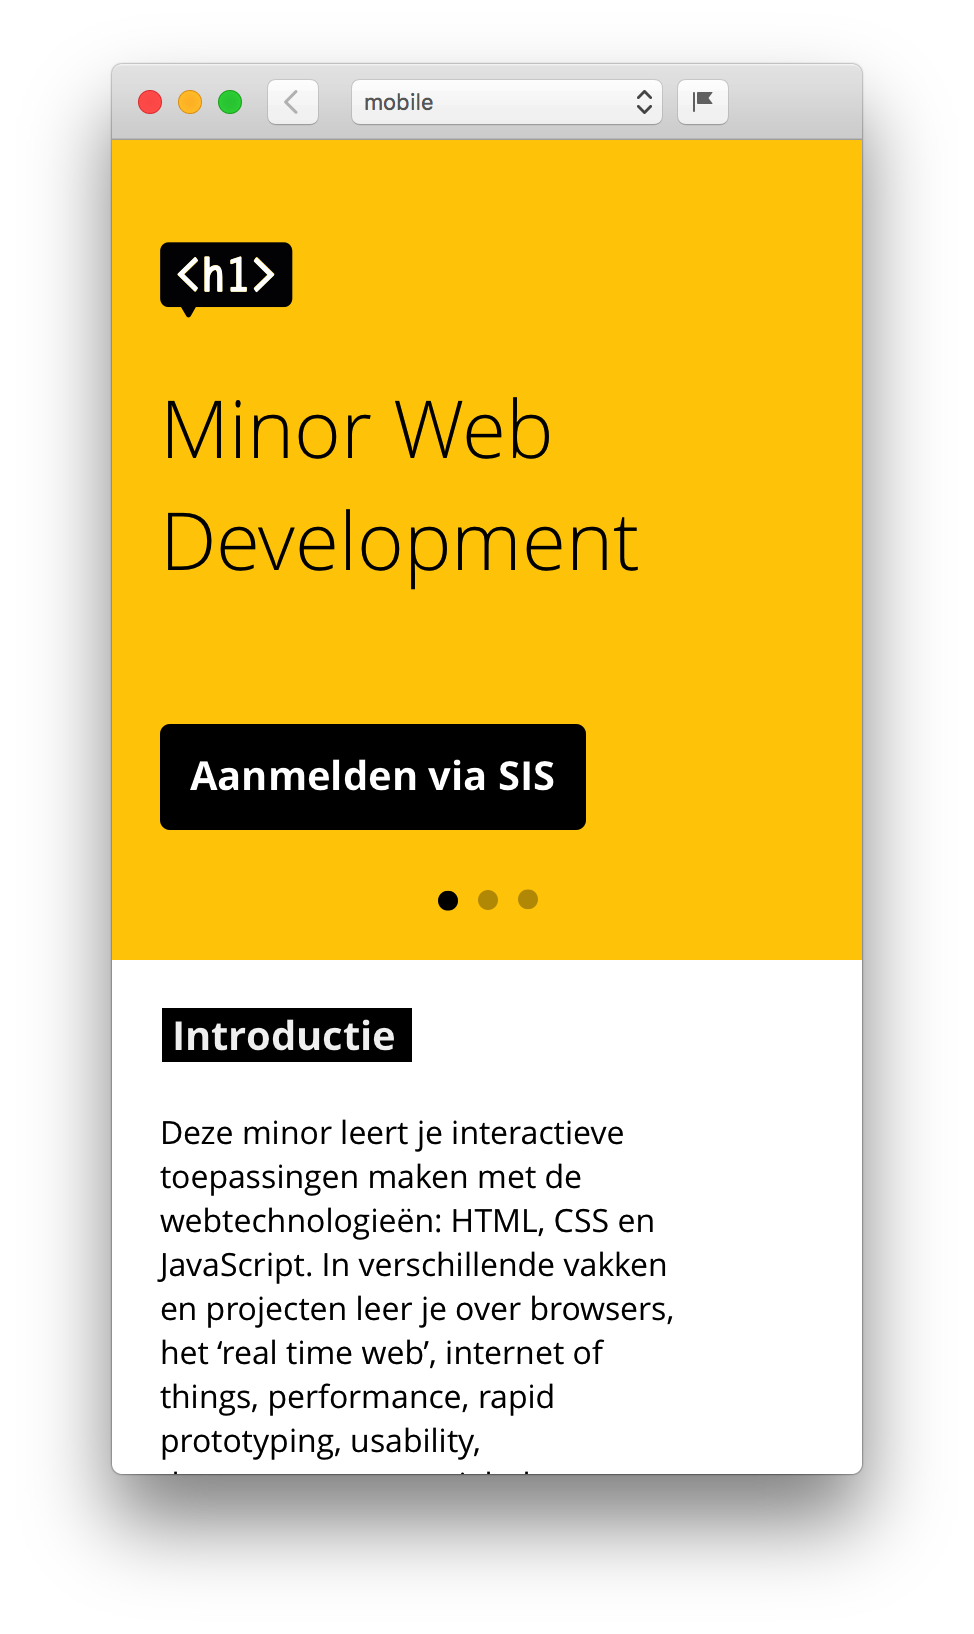 mobile
<h1>
Minor Web
Development
Aanmelden via SIS
Introductie
Deze minor leert je interactieve
toepassingen maken met de
webtechnologieën: HTML, CSS en
JavaScript. In verschillende vakken
en projecten leer je over browsers,
het ‘real time web’, internet of
things, performance, rapid
prototyping, usability,